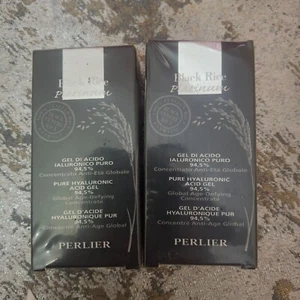 Black Rice
Platinum
GEL DI ACIDO
IALURONICO PURO
94,5%
Concentrato Anti-Età Globale
PURE HYALURONIC
ACID GEL
94,5%
Global Age-Defying
Concentrate
GEL D'ACIDE
HYALURONIQUE PUR
94,5%
Concentré Anti-Age Global
PERLIER
Black Rice
Platinum
GEL DI ACIDO
IALURONICO PURO
94,5%
Concentrato Anti-Età Globale
PURE HYALURONIC
ACID GEL
94,5%
Global Age-Defying
Concentrate
GEL D'ACIDE
HYALURONIQUE PUR
94,5%
Concentré Anti-Age Global
PERLIER